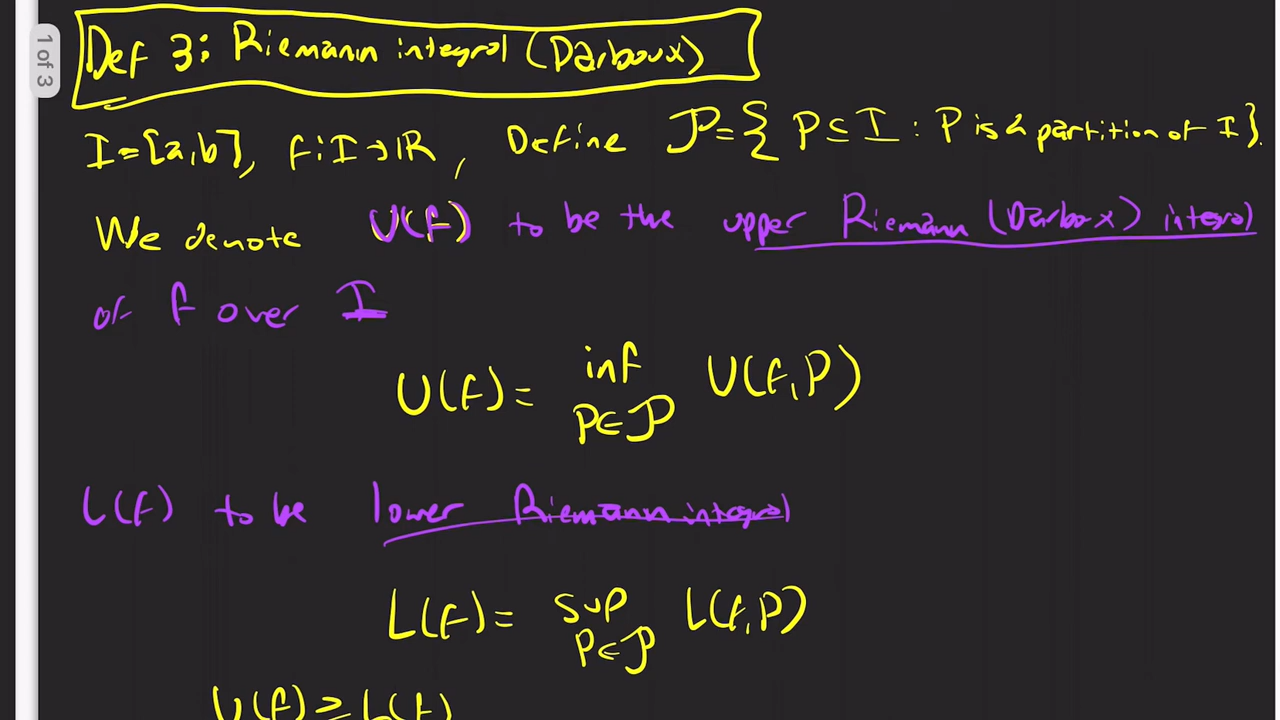 1 of 3
Def 3: Riemann integral (Darboux)
I=[a,b], f:I→ℝ, Define 𝒫={ P⊆I : P is a partition of I}.
We denote U(f) to be the upper Riemann (Darboux) integral
of f over I
U(f)= inf U(f,P)
P∈𝒫
L(f) to be lower Riemann integral
L(f)= sup L(f,P)
P∈𝒫
U(f)≥L(f)